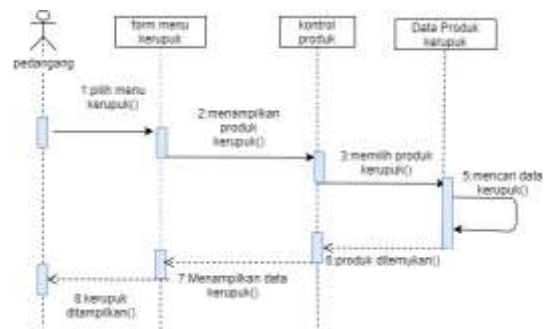 form menu
kerupuk
kontrol
produk
Data Produk
kerupuk
pedangang
1:pilih menu
kerupuk()
2:menampilkan
produk
kerupuk()
3:memilih produk
kerupuk()
5:mencari data
kerupuk()
6:produk ditemukan()
7:Menampilkan data
kerupuk()
8:kerupuk
ditampilkan()